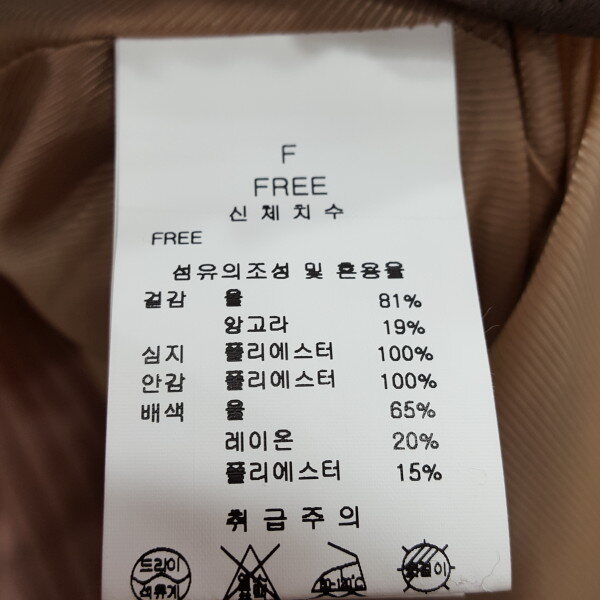 F
FREE
신체치수
FREE
섬유의조성 및 혼용율
겉감 울 81%
앙고라 19%
심지 폴리에스터 100%
안감 폴리에스터 100%
배색 울 65%
레이온 20%
폴리에스터 15%
취급주의
드라이
석유계